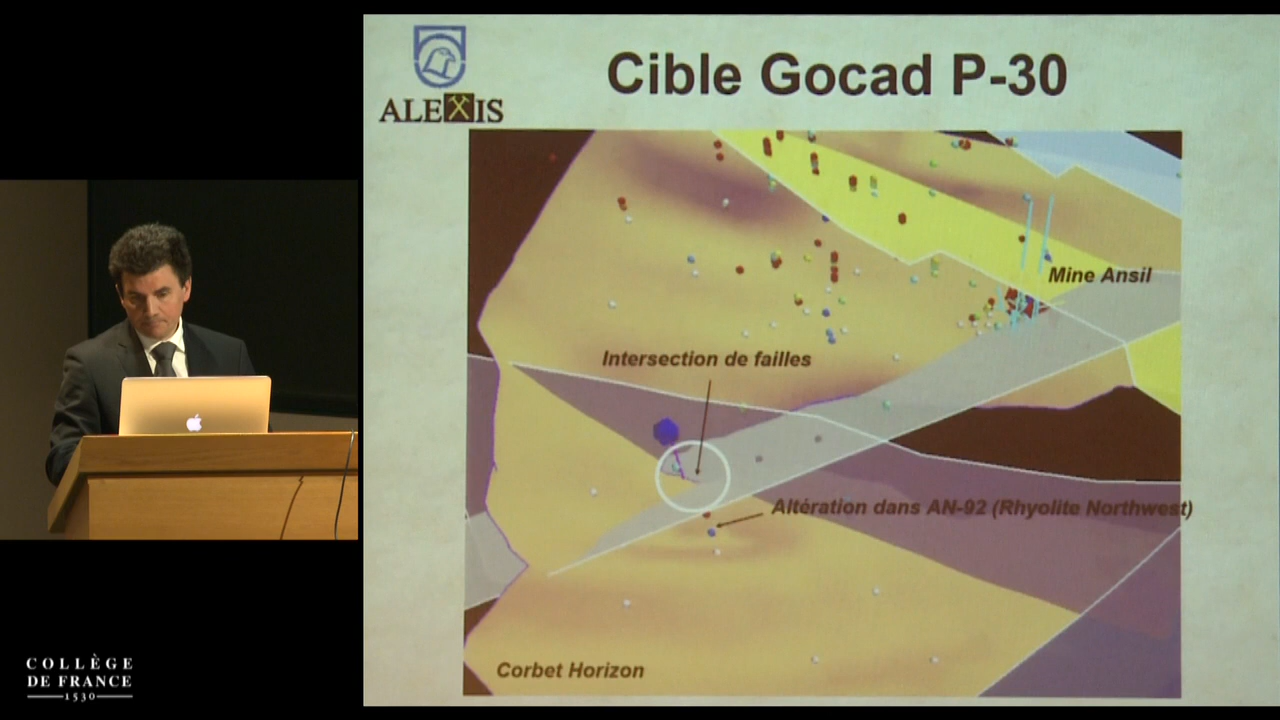 ALEXIS
Cible Gocad P-30
Mine Ansil
Intersection de failles
Altération dans AN-92 (Rhyolite Northwest)
Corbet Horizon
COLLÈGE
DE FRANCE
1530